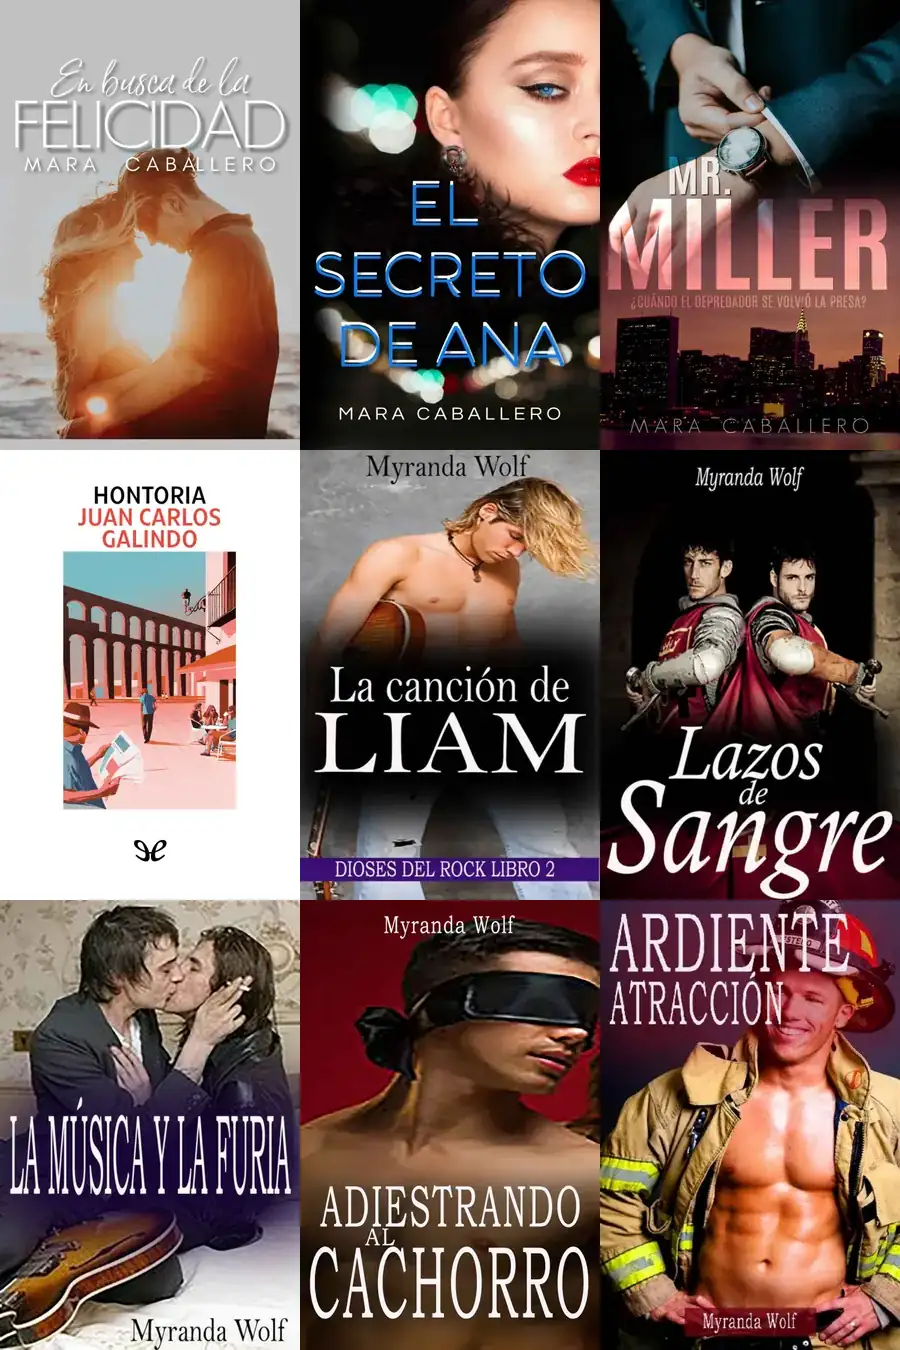 En busca de la
FELICIDAD
MARA CABALLERO
EL
SECRETO
DE ANA
MARA CABALLERO
MR.
MILLER
¿CUÁNDO EL DEPREDADOR SE VOLVIÓ LA PRESA?
MARA CABALLERO
HONTORIA
JUAN CARLOS
GALINDO
Myranda Wolf
La canción de
LIAM
DIOSES DEL ROCK LIBRO 2
Myranda Wolf
Lazos
de
Sangre
LA MÚSICA Y LA FURIA
Myranda Wolf
Myranda Wolf
ADIESTRANDO
AL
CACHORRO
ARDIENTE
ATRACCIÓN
Myranda Wolf